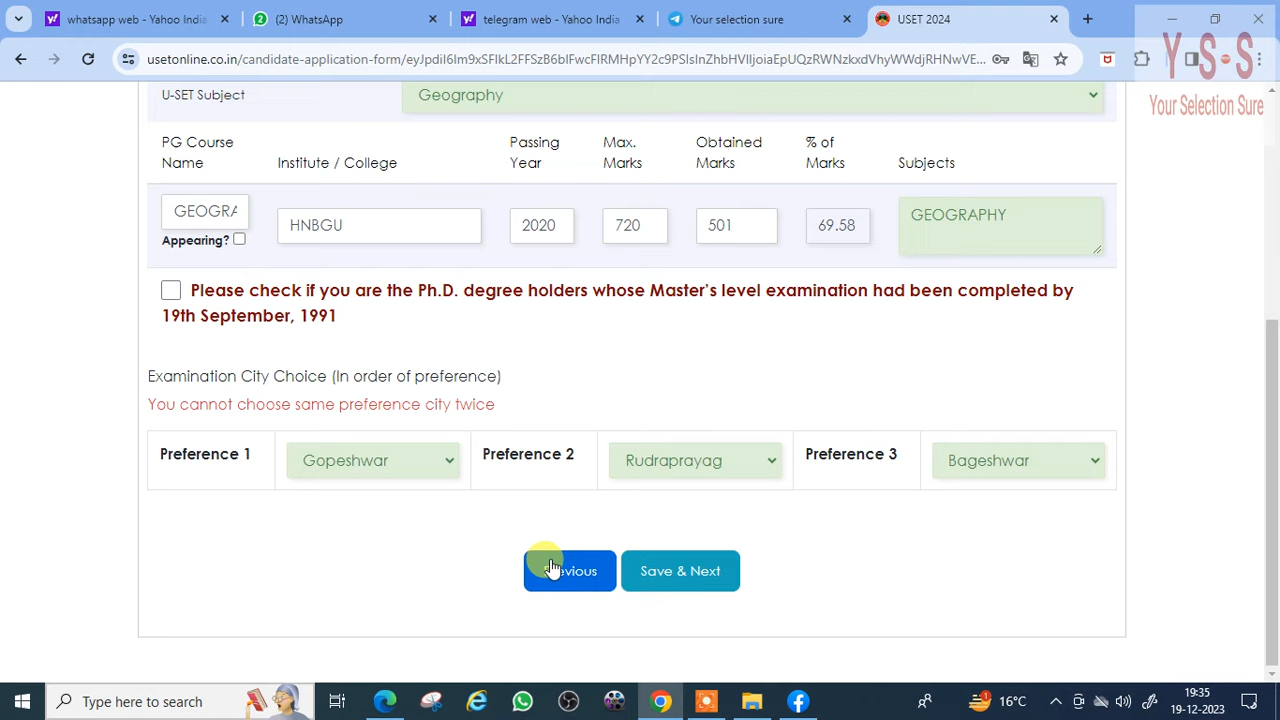 whatsapp web - Yahoo India
(2) WhatsApp
telegram web - Yahoo India
Your selection sure
USET 2024
usetonline.co.in/candidate-application-form/
Y-S-S
Your Selection Sure
U-SET Subject
Geography
PG Course Name
Institute / College
Passing Year
Max. Marks
Obtained Marks
% of Marks
Subjects
GEOGRA
Appearing?
HNBGU
2020
720
501
69.58
GEOGRAPHY
Please check if you are the Ph.D. degree holders whose Master's level examination had been completed by
19th September, 1991
Examination City Choice (In order of preference)
You cannot choose same preference city twice
Preference 1
Gopeshwar
Preference 2
Rudraprayag
Preference 3
Bageshwar
Previous
Save & Next
Type here to search
16°C
19:35
19-12-2023